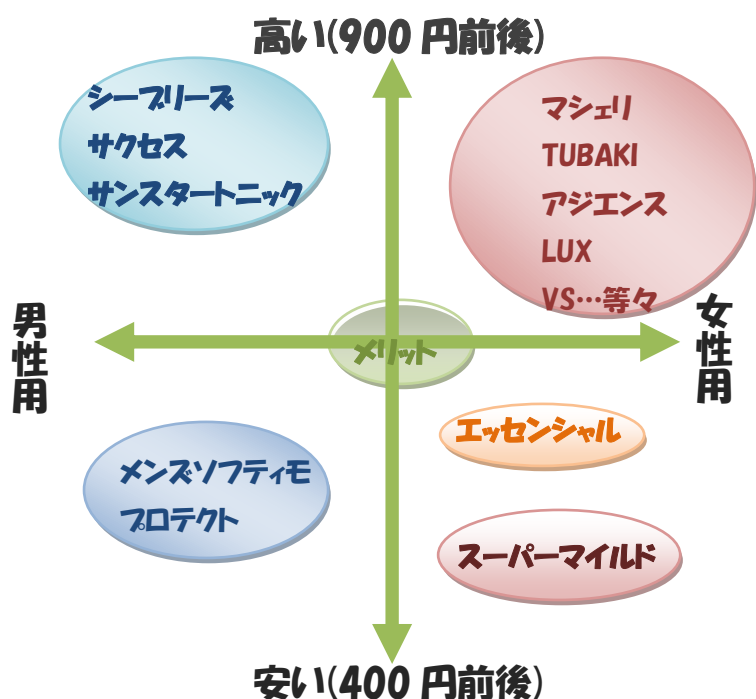 高い(900 円前後)
シーブリーズ
サクセス
サンスタートニック
マシェリ
TUBAKI
アジエンス
LUX
VS…等々
男性用
メリット
女性用
エッセンシャル
メンズソフティモ
プロテクト
スーパーマイルド
安い(400 円前後)